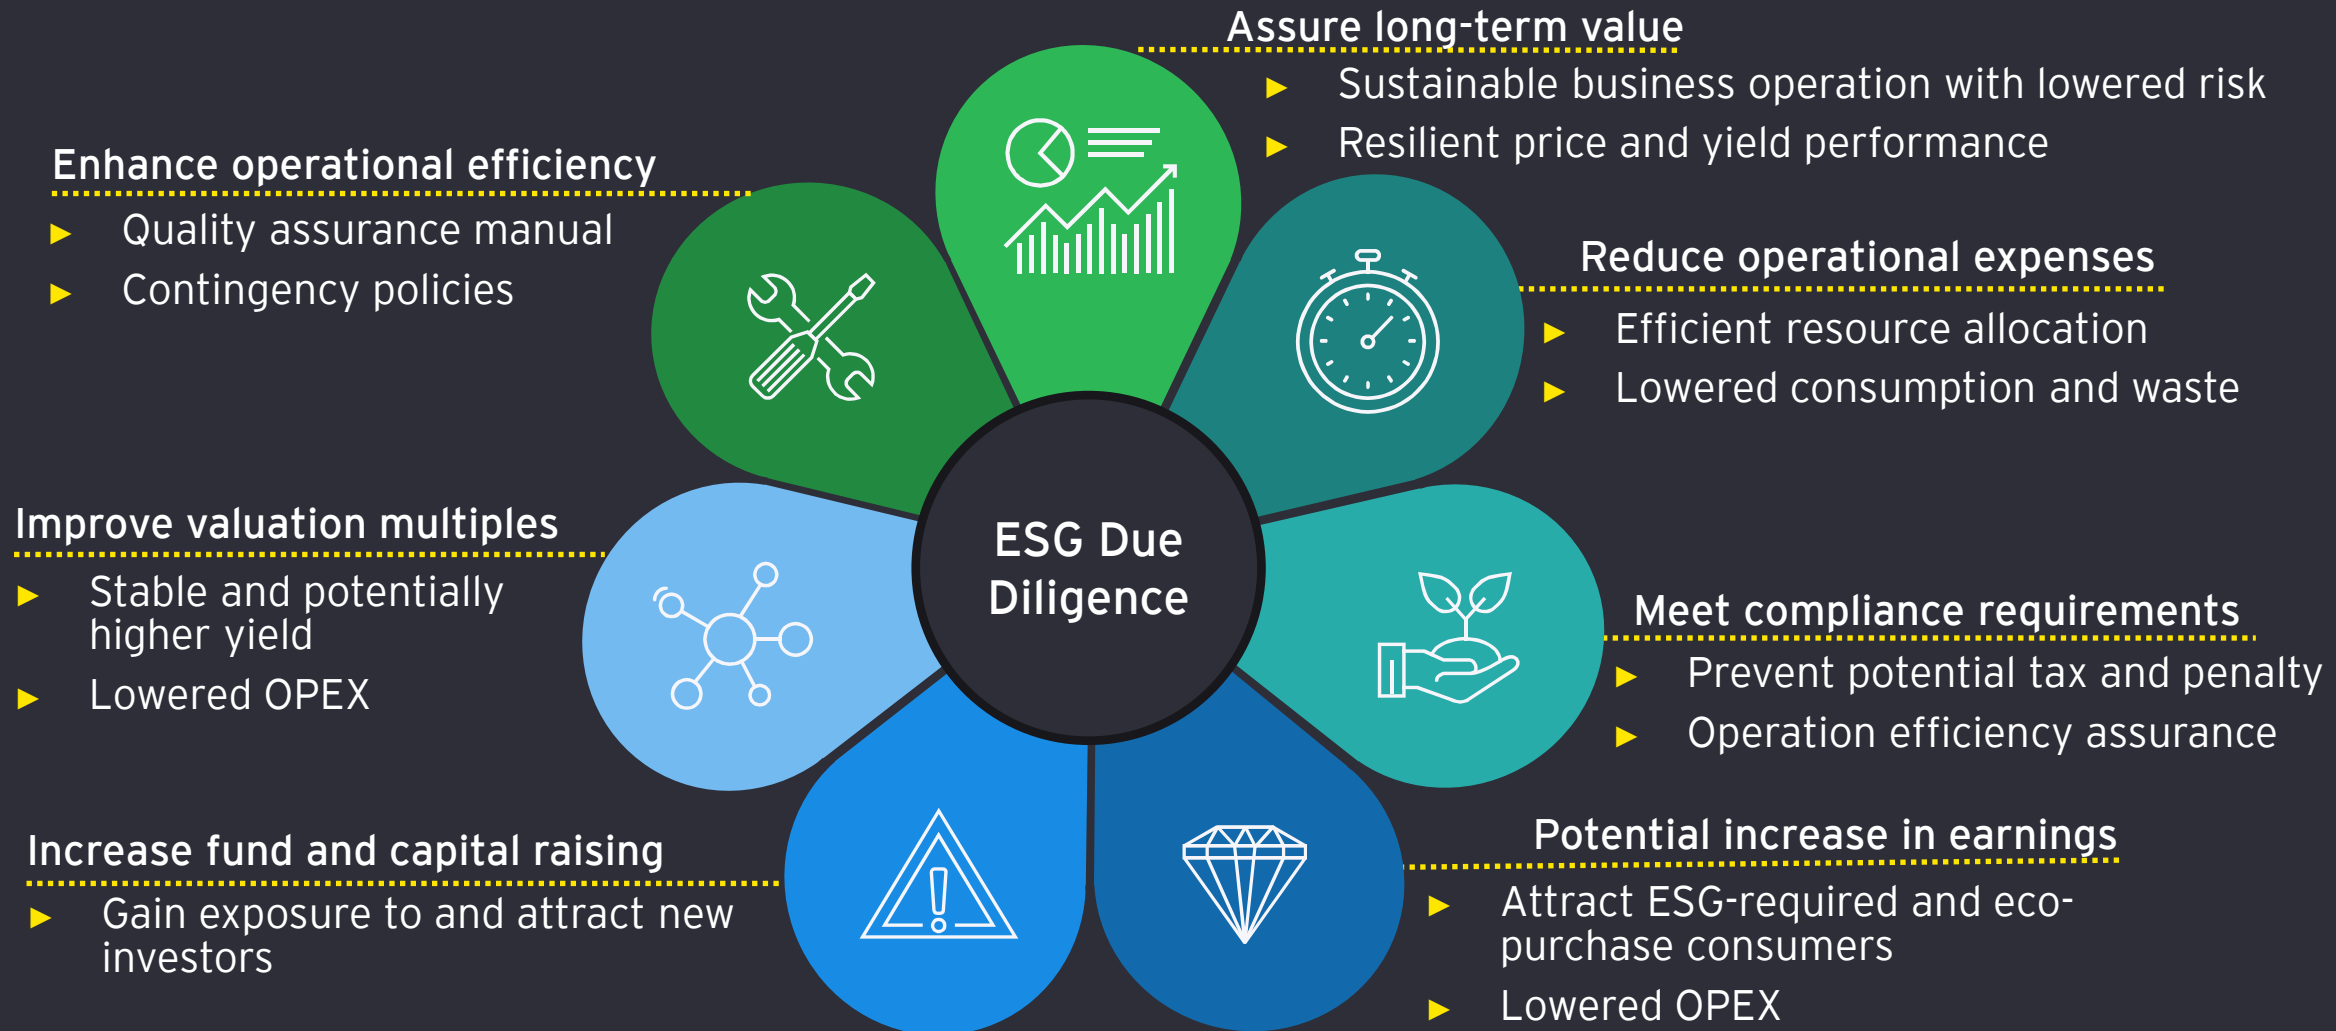 Assure long-term value
► Sustainable business operation with lowered risk
► Resilient price and yield performance
Enhance operational efficiency
► Quality assurance manual
► Contingency policies
Reduce operational expenses
► Efficient resource allocation
► Lowered consumption and waste
Improve valuation multiples
► Stable and potentially
higher yield
► Lowered OPEX
ESG Due
Diligence
Meet compliance requirements
► Prevent potential tax and penalty
► Operation efficiency assurance
Increase fund and capital raising
► Gain exposure to and attract new
investors
Potential increase in earnings
► Attract ESG-required and eco-
purchase consumers
► Lowered OPEX